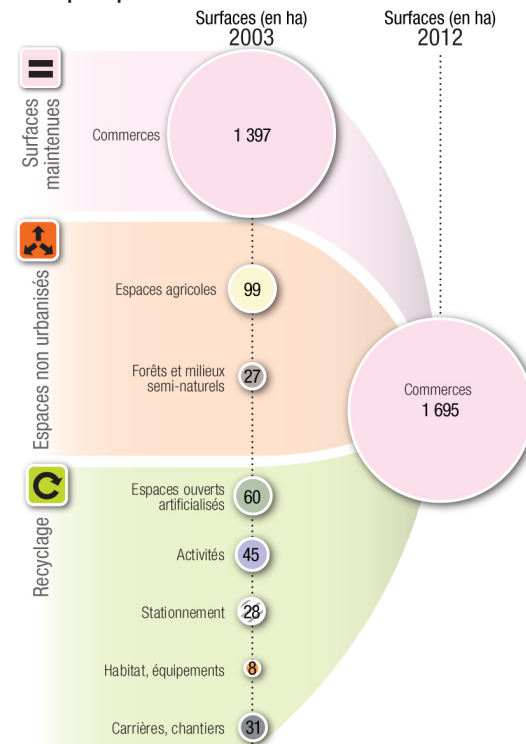 Surfaces (en ha)
2003
Surfaces (en ha)
2012
Surfaces
maintenues
Commerces
1 397
Espaces non urbanisés
Espaces agricoles
99
Forêts et milieux
semi-naturels
27
Commerces
1 695
Recyclage
Espaces ouverts
artificialisés
60
Activités
45
Stationnement
28
Habitat, équipements
8
Carrières, chantiers
31